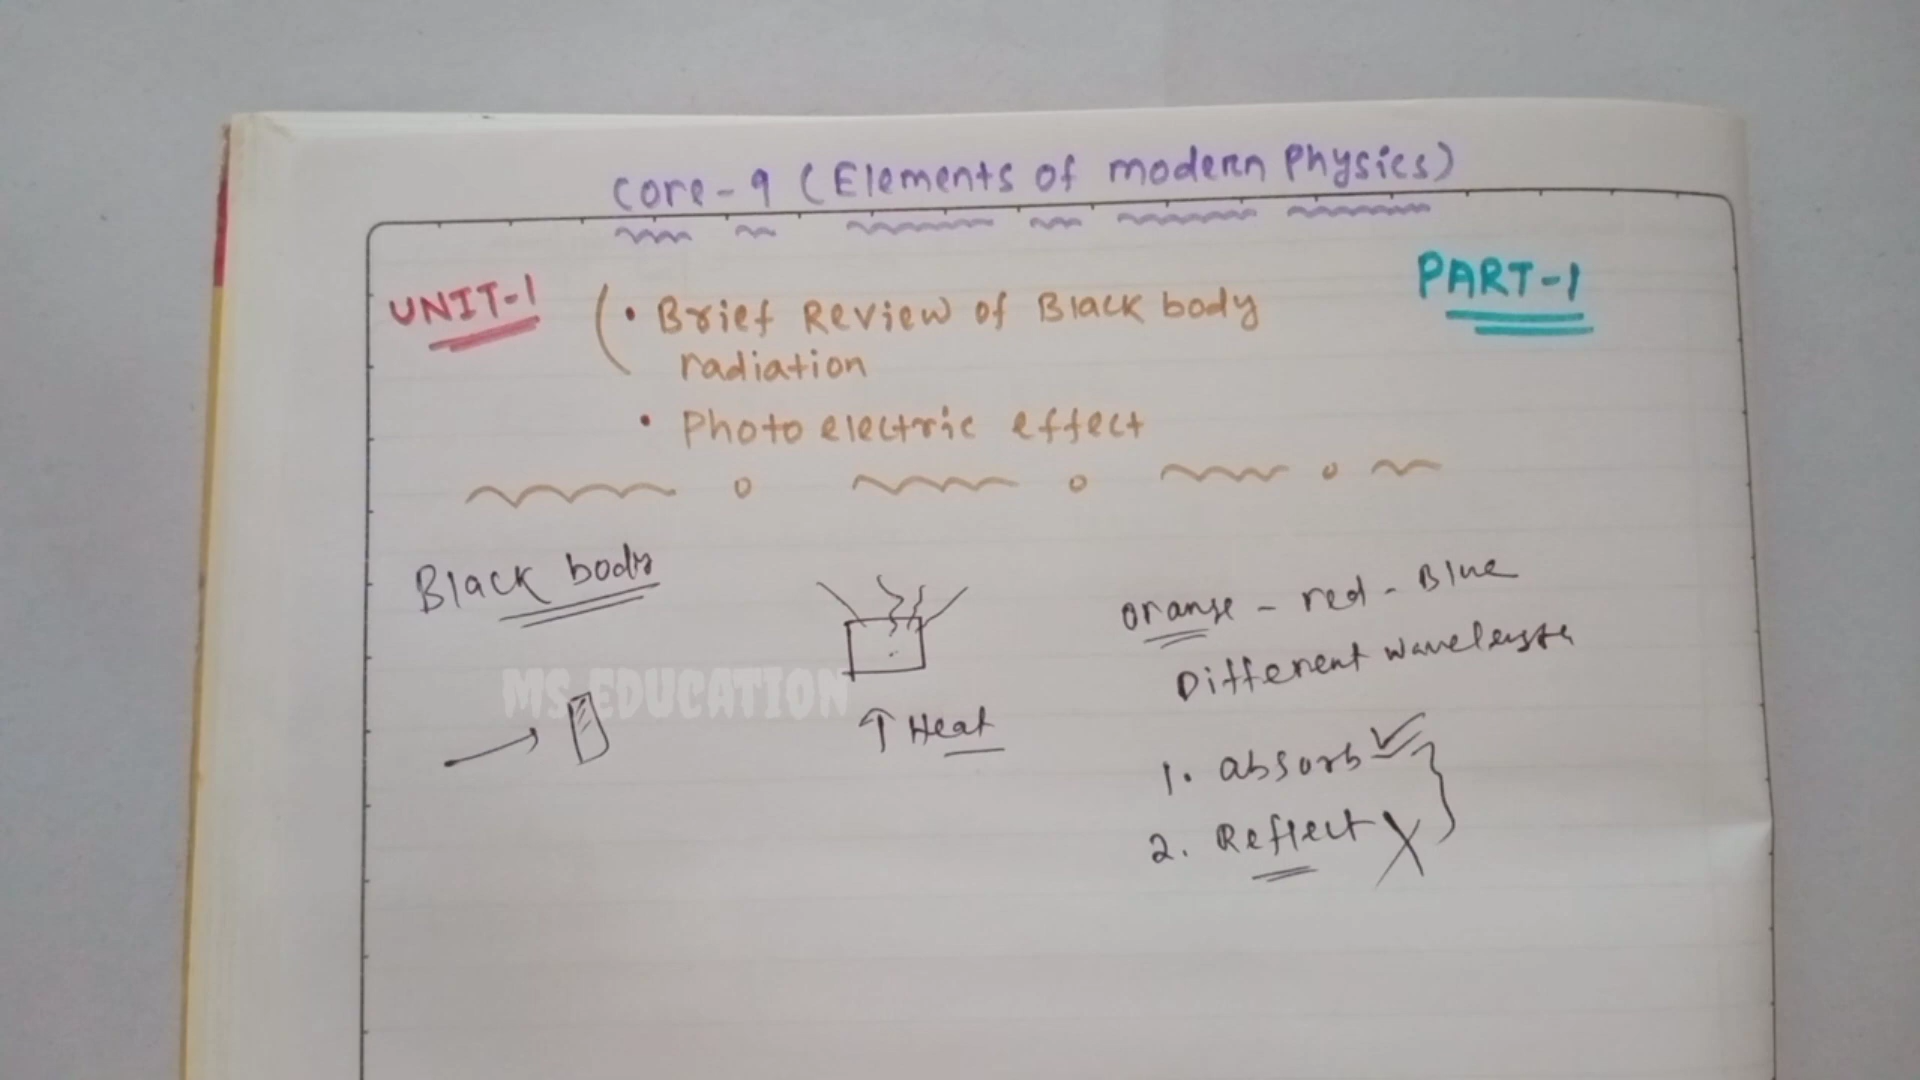 Core-9 (Elements of modern Physics)
UNIT-1
PART-1
• Brief Review of Black body
radiation
• Photo electric effect
Black body
orange - red - Blue
Different wavelength
MS EDUCATION
↑ Heat
1. absorb ✓
2. Reflect X